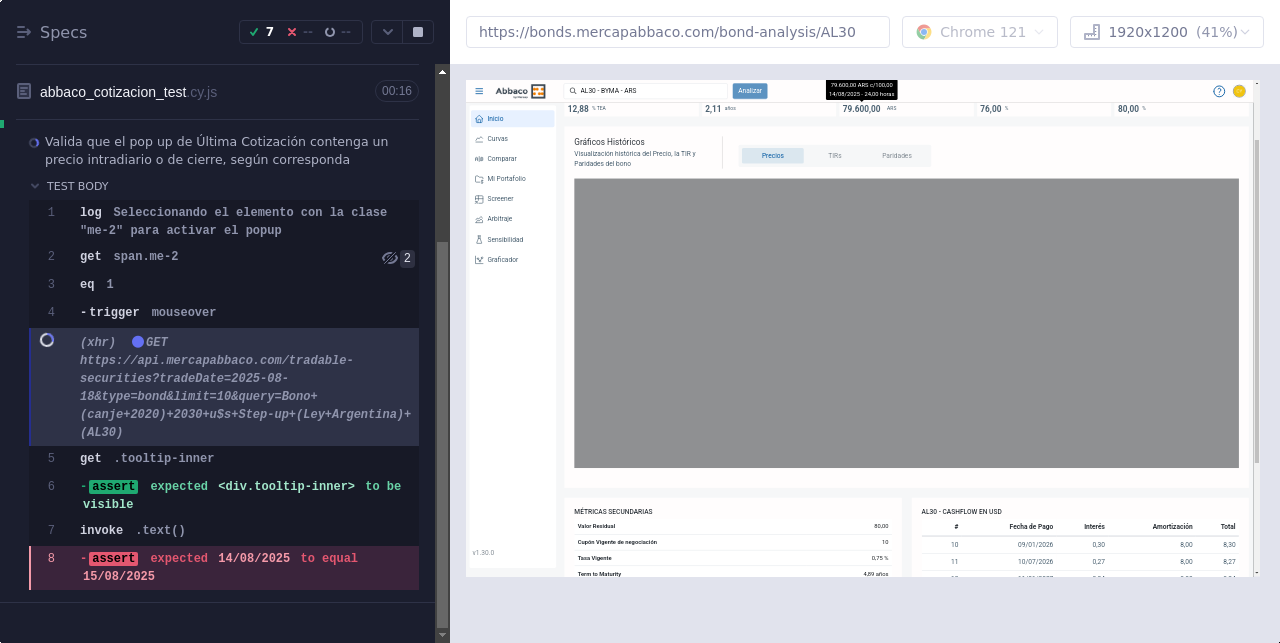 Specs
7
--
--
abbaco_cotizacion_test.cy.js
00:16
Valida que el pop up de Última Cotización contenga un
precio intradiario o de cierre, según corresponda
TEST BODY
1 log Seleccionando el elemento con la clase
"me-2" para activar el popup
2 get span.me-2 2
3 eq 1
4 -trigger mouseover
(xhr) GET
https://api.mercapabbaco.com/tradable-
securities?tradeDate=2025-08-
18&type=bond&limit=10&query=Bono+
(canje+2020)+2030+u$s+Step-up+(Ley+Argentina)+
(AL30)
5 get .tooltip-inner
6 -assert expected <div.tooltip-inner> to be
visible
7 invoke .text()
8 -assert expected 14/08/2025 to equal
15/08/2025
https://bonds.mercapabbaco.com/bond-analysis/AL30
Chrome 121
1920x1200 (41%)
Abbaco
AL30 - BYMA - ARS
Analizar
79.600,00 ARS c/100,00
14/08/2025 - 24,00 horas
?
12,88 % TEA
2,11 años
79.600,00 ARS
76,00 %
80,00 %
Inicio
Curvas
Comparar
Mi Portafolio
Screener
Arbitraje
Sensibilidad
Graficador
v1.30.0
Gráficos Históricos
Visualización histórica del Precio, la TIR y
Paridades del bono
Precios
TIRs
Paridades
MÉTRICAS SECUNDARIAS
Valor Residual 80,00
Cupón Vigente de negociación 10
Tasa Vigente 0,75 %
Term to Maturity 4,89 años
AL30 - CASHFLOW EN USD
# Fecha de Pago Interés Amortización Total
10 09/01/2026 0,30 8,00 8,30
11 10/07/2026 0,27 8,00 8,27